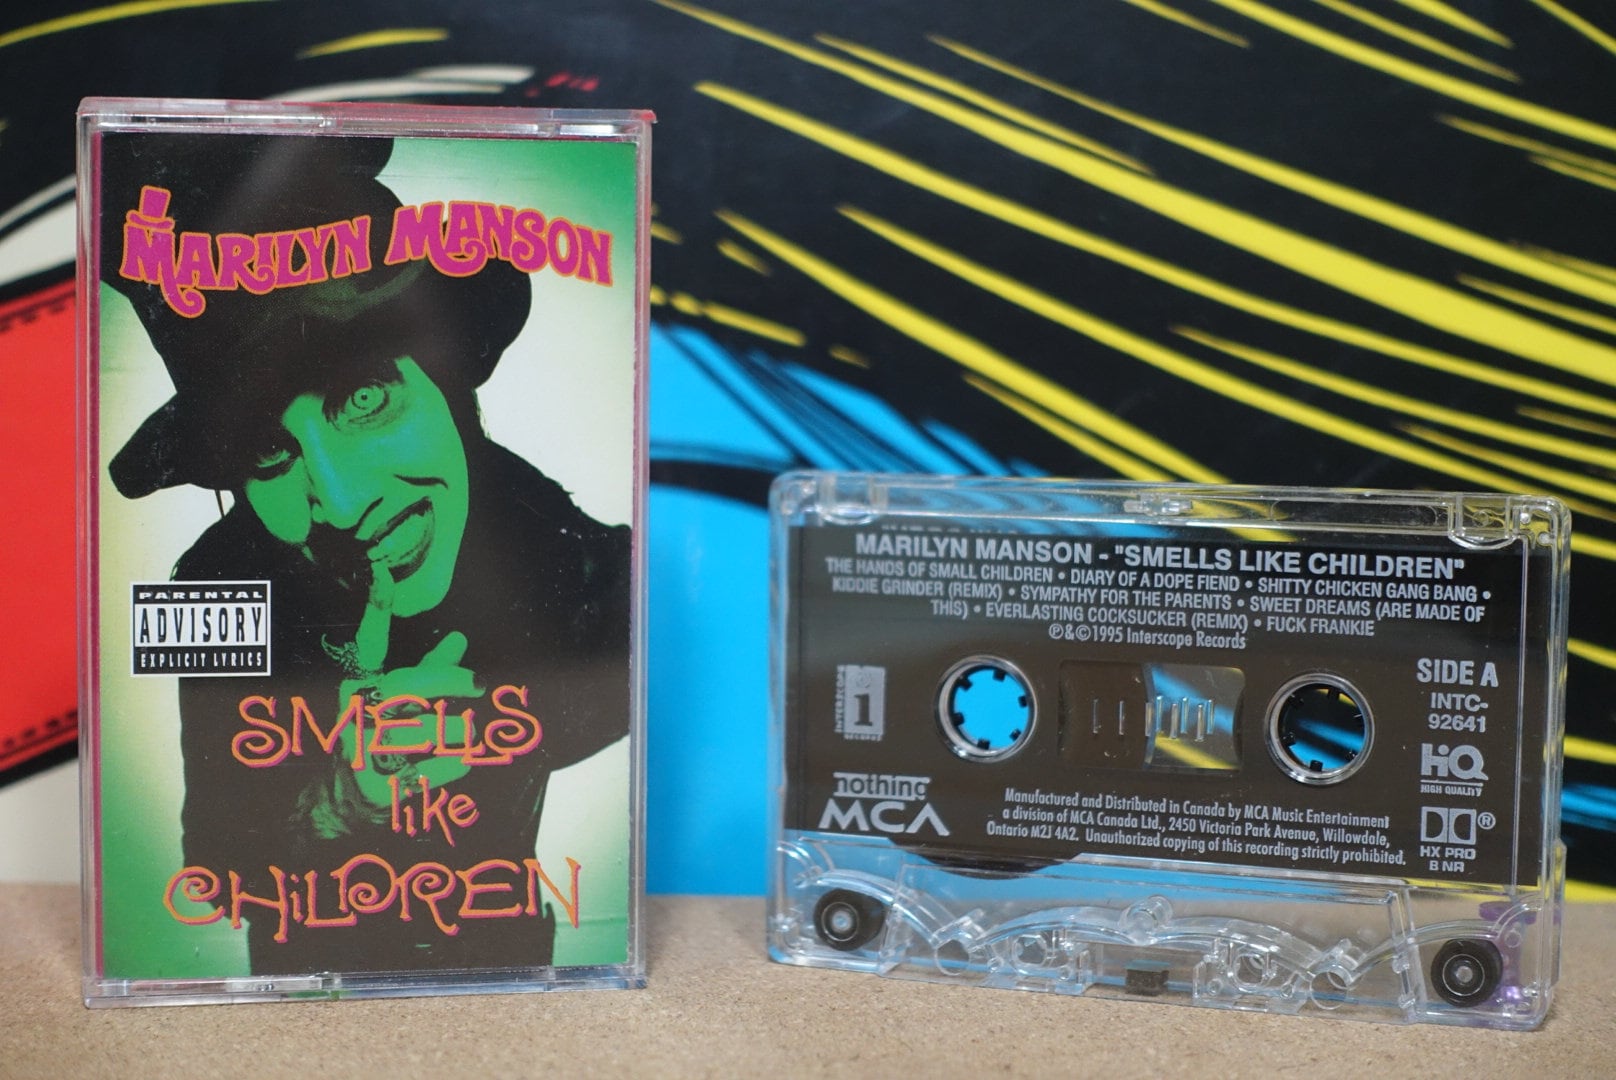 MARILYN MANSON
PARENTAL
ADVISORY
EXPLICIT LYRICS
SMELLS
like
CHiLDREN
MARILYN MANSON - "SMELLS LIKE CHILDREN"
THE HANDS OF SMALL CHILDREN • DIARY OF A DOPE FIEND • SHITTY CHICKEN GANG BANG •
KIDDIE GRINDER (REMIX) • SYMPATHY FOR THE PARENTS • SWEET DREAMS (ARE MADE OF
THIS) • EVERLASTING COCKSUCKER (REMIX) • FUCK FRANKIE
℗&©1995 Interscope Records
INTERSCOPE
i
RECORDS
SIDE A
INTC-
92641
HiQ
HIGH QUALITY
nothing
MCA
Manufactured and Distributed in Canada by MCA Music Entertainment
a division of MCA Canada Ltd., 2450 Victoria Park Avenue, Willowdale,
Ontario M2J 4A2. Unauthorized copying of this recording strictly prohibited.
®
HX PRO
B NR